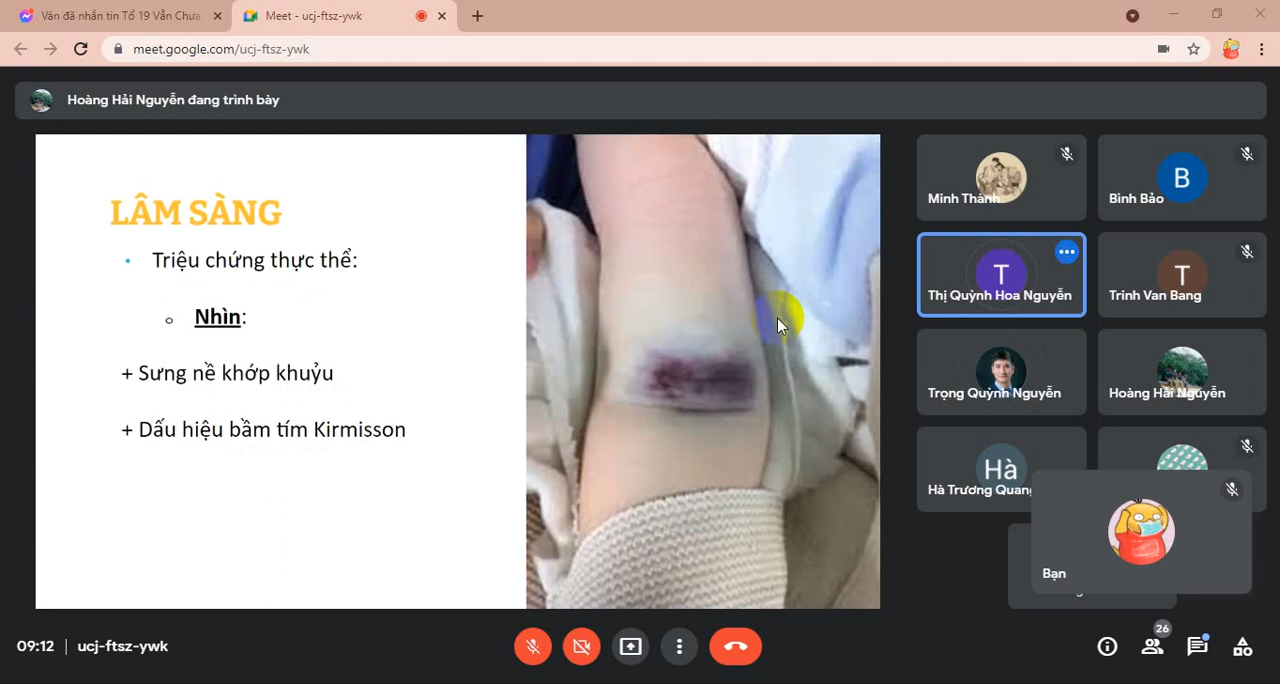 Vân đã nhắn tin Tổ 19 Vẫn Chưa
Meet - ucj-ftsz-ywk
meet.google.com/ucj-ftsz-ywk
Hoàng Hải Nguyễn đang trình bày
LÂM SÀNG
• Triệu chứng thực thể:
o Nhìn:
+ Sưng nề khớp khuỷu
+ Dấu hiệu bầm tím Kirmisson
Minh Thành
B
Bình Bảo
T
Thị Quỳnh Hoa Nguyễn
T
Trinh Van Bang
Trọng Quỳnh Nguyễn
Hoàng Hải Nguyễn
Hà
Hà Trương Quang
Bạn
09:12 | ucj-ftsz-ywk
26